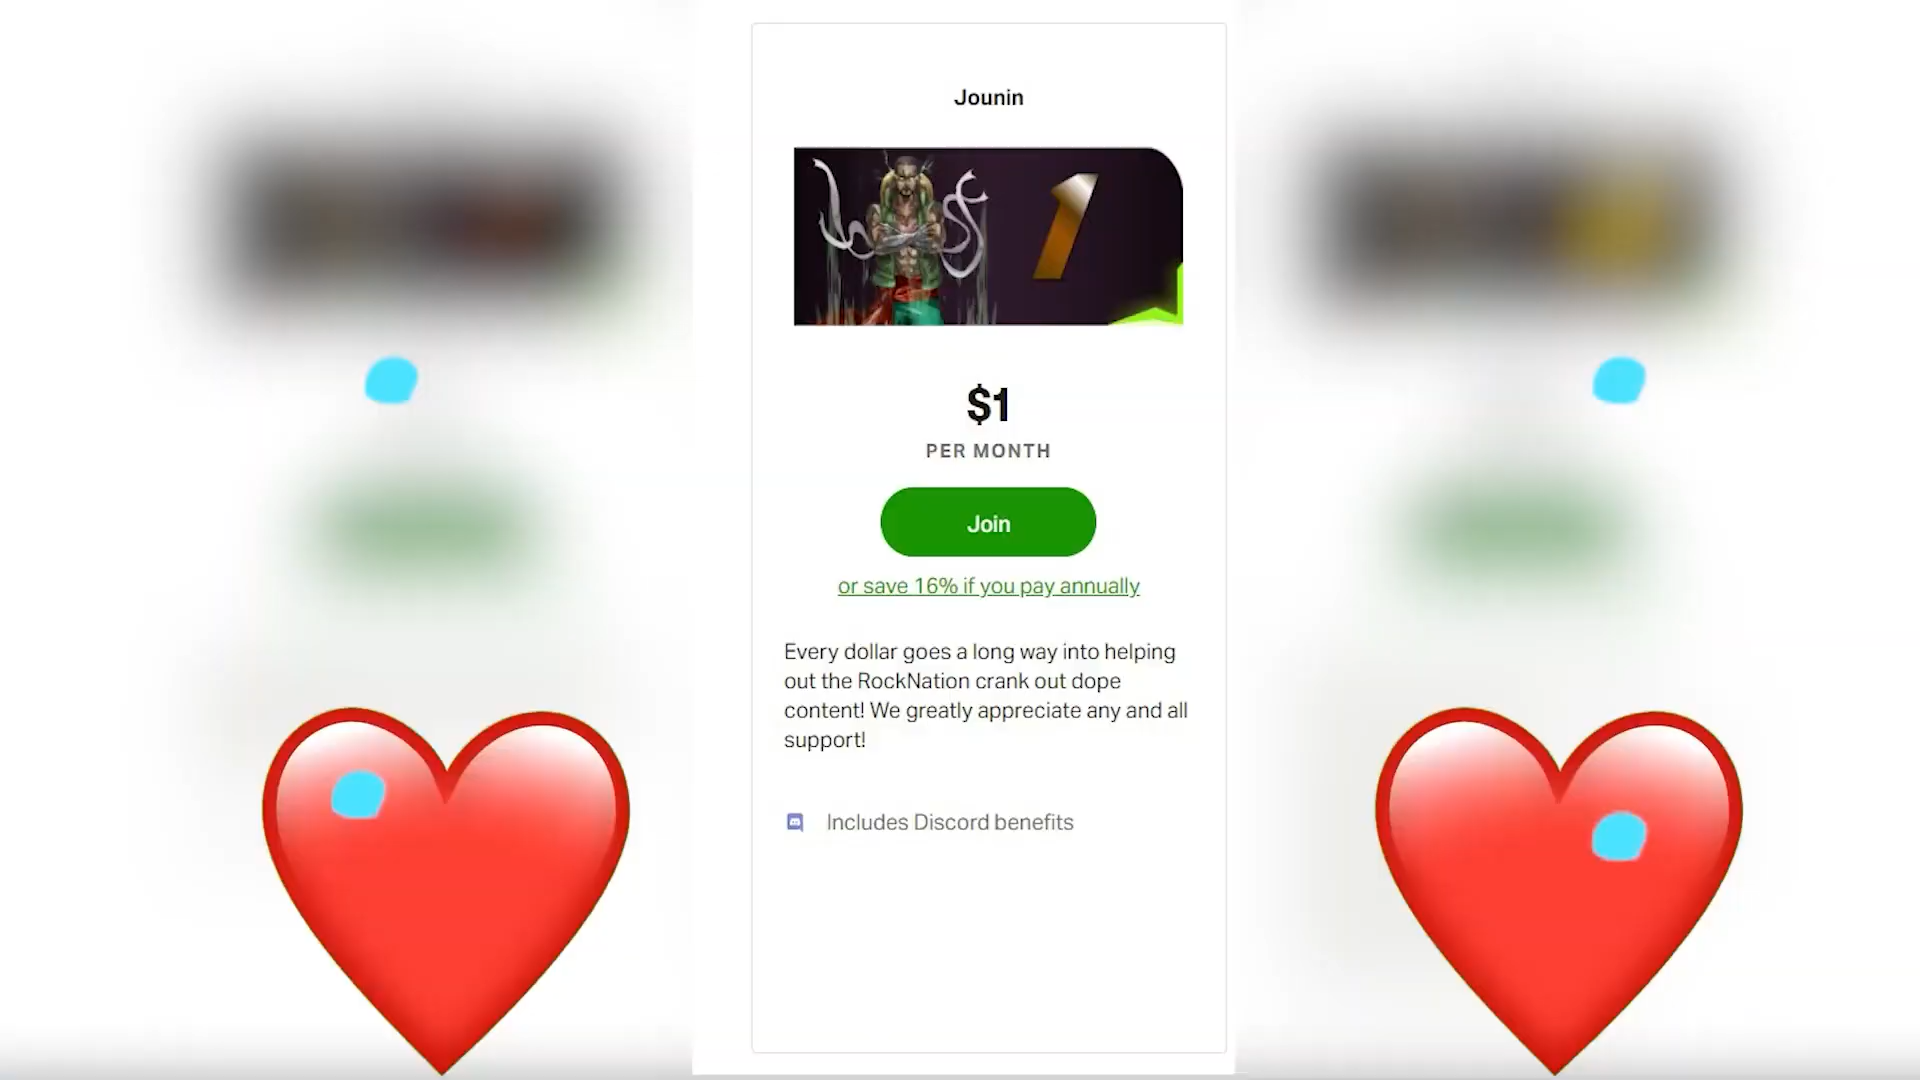 Jounin
1
$1
PER MONTH
Join
or save 16% if you pay annually
Every dollar goes a long way into helping
out the RockNation crank out dope
content! We greatly appreciate any and all
support!
Includes Discord benefits